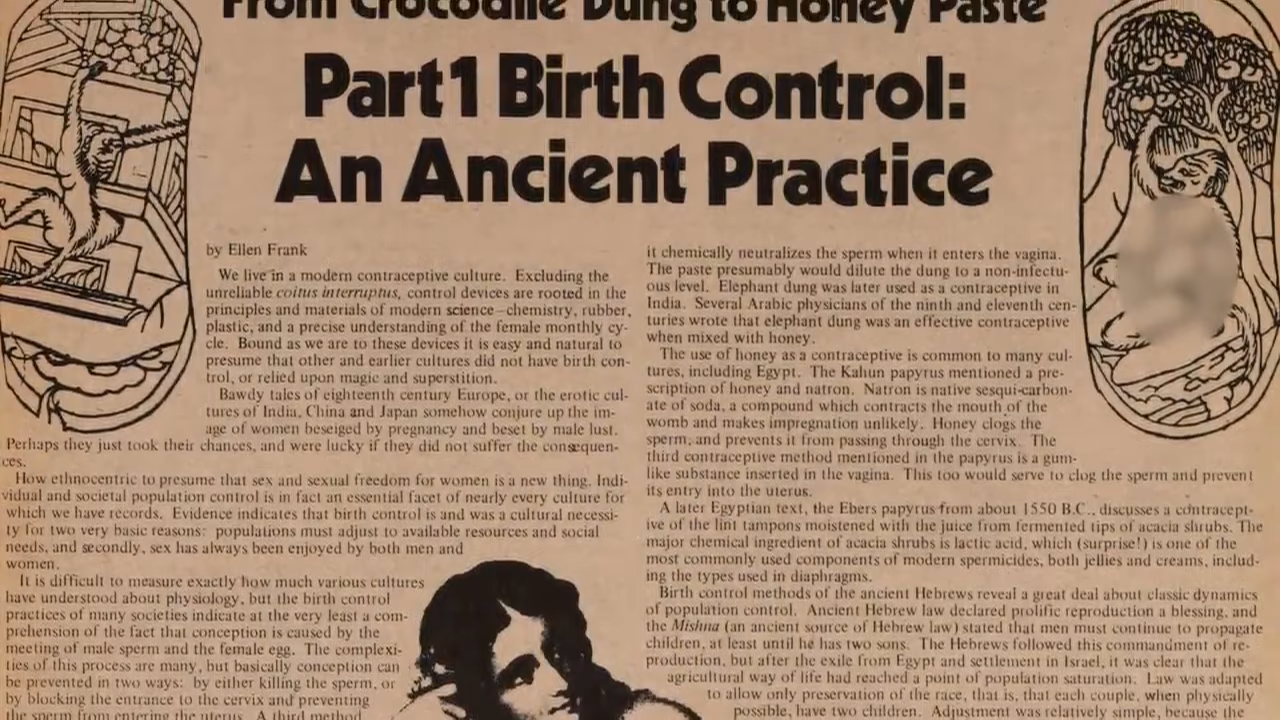 From Crocodile Dung to Honey Paste
Part 1 Birth Control:
An Ancient Practice
by Ellen Frank
We live in a modern contraceptive culture. Excluding the
unreliable coitus interruptus, control devices are rooted in the
principles and materials of modern science—chemistry, rubber,
plastic, and a precise understanding of the female monthly cy-
cle. Bound as we are to these devices it is easy and natural to
presume that other and earlier cultures did not have birth con-
trol, or relied upon magic and superstition.
Bawdy tales of eighteenth century Europe, or the erotic cul-
tures of India, China and Japan somehow conjure up the im-
age of women beseiged by pregnancy and beset by male lust.
Perhaps they just took their chances, and were lucky if they did not suffer the consequen-
ces.
How ethnocentric to presume that sex and sexual freedom for women is a new thing. Indi-
vidual and societal population control is in fact an essential facet of nearly every culture for
which we have records. Evidence indicates that birth control is and was a cultural necessi-
ty for two very basic reasons: populations must adjust to available resources and social
needs, and secondly, sex has always been enjoyed by both men and
women.
It is difficult to measure exactly how much various cultures
have understood about physiology, but the birth control
practices of many societies indicate at the very least a com-
prehension of the fact that conception is caused by the
meeting of male sperm and the female egg. The complexi-
ties of this process are many, but basically conception can
be prevented in two ways: by either killing the sperm, or
by blocking the entrance to the cervix and preventing
the sperm from entering the uterus. A third method
it chemically neutralizes the sperm when it enters the vagina.
The paste presumably would dilute the dung to a non-infectu-
ous level. Elephant dung was later used as a contraceptive in
India. Several Arabic physicians of the ninth and eleventh cen-
turies wrote that elephant dung was an effective contraceptive
when mixed with honey.
The use of honey as a contraceptive is common to many cul-
tures, including Egypt. The Kahun papyrus mentioned a pre-
scription of honey and natron. Natron is native sesqui-carbon-
ate of soda, a compound which contracts the mouth of the
womb and makes impregnation unlikely. Honey clogs the
sperm, and prevents it from passing through the cervix. The
third contraceptive method mentioned in the papyrus is a gum-
like substance inserted in the vagina. This too would serve to clog the sperm and prevent
its entry into the uterus.
A later Egyptian text, the Ebers papyrus from about 1550 B.C., discusses a contracept-
ive of the lint tampons moistened with the juice from fermented tips of acacia shrubs. The
major chemical ingredient of acacia shrubs is lactic acid, which (surprise!) is one of the
most commonly used components of modern spermicides, both jellies and creams, includ-
ing the types used in diaphragms.
Birth control methods of the ancient Hebrews reveal a great deal about classic dynamics
of population control. Ancient Hebrew law declared prolific reproduction a blessing, and
the Mishna (an ancient source of Hebrew law) stated that men must continue to propagate
children, at least until he has two sons. The Hebrews followed this commandment of re-
production, but after the exile from Egypt and settlement in Israel, it was clear that the
agricultural way of life had reached a point of population saturation. Law was adapted
to allow only preservation of the race, that is, that each couple, when physically
possible, have two children. Adjustment was relatively simple, because the